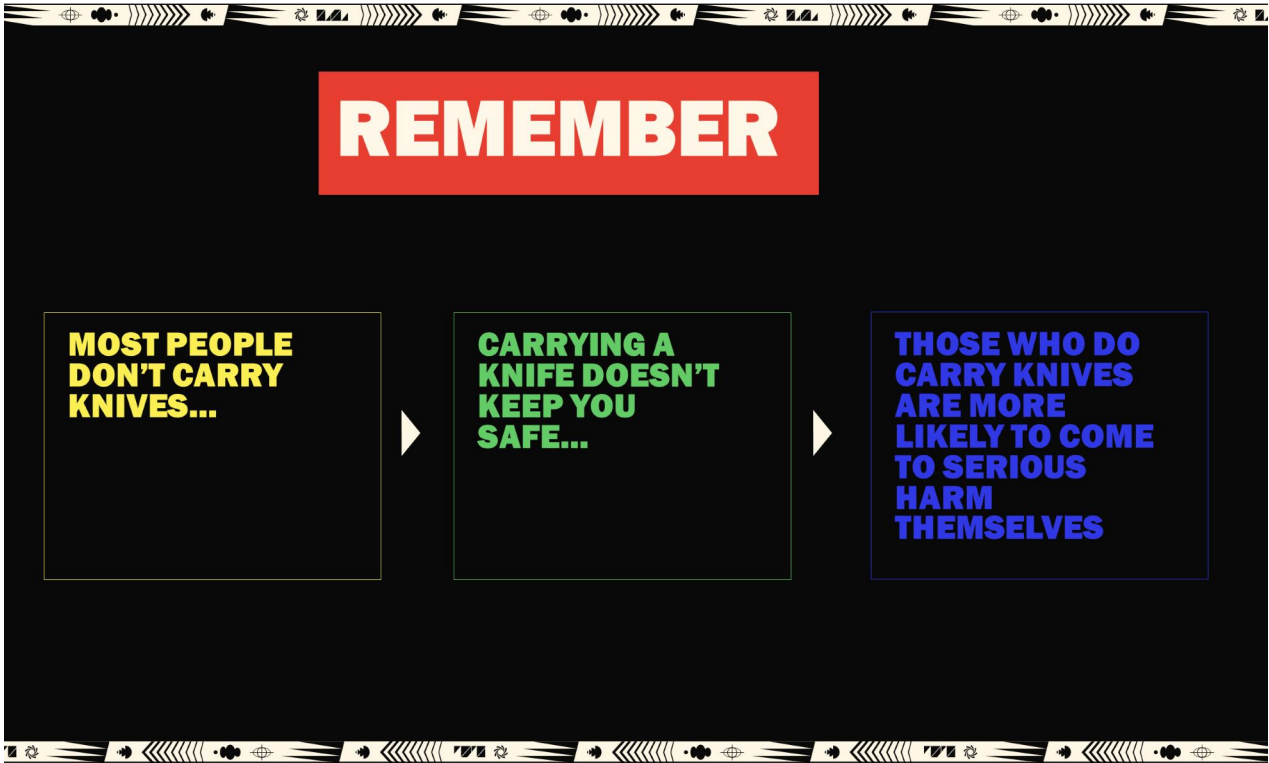 REMEMBER
MOST PEOPLE
DON'T CARRY
KNIVES...
CARRYING A
KNIFE DOESN'T
KEEP YOU
SAFE...
THOSE WHO DO
CARRY KNIVES
ARE MORE
LIKELY TO COME
TO SERIOUS
HARM
THEMSELVES